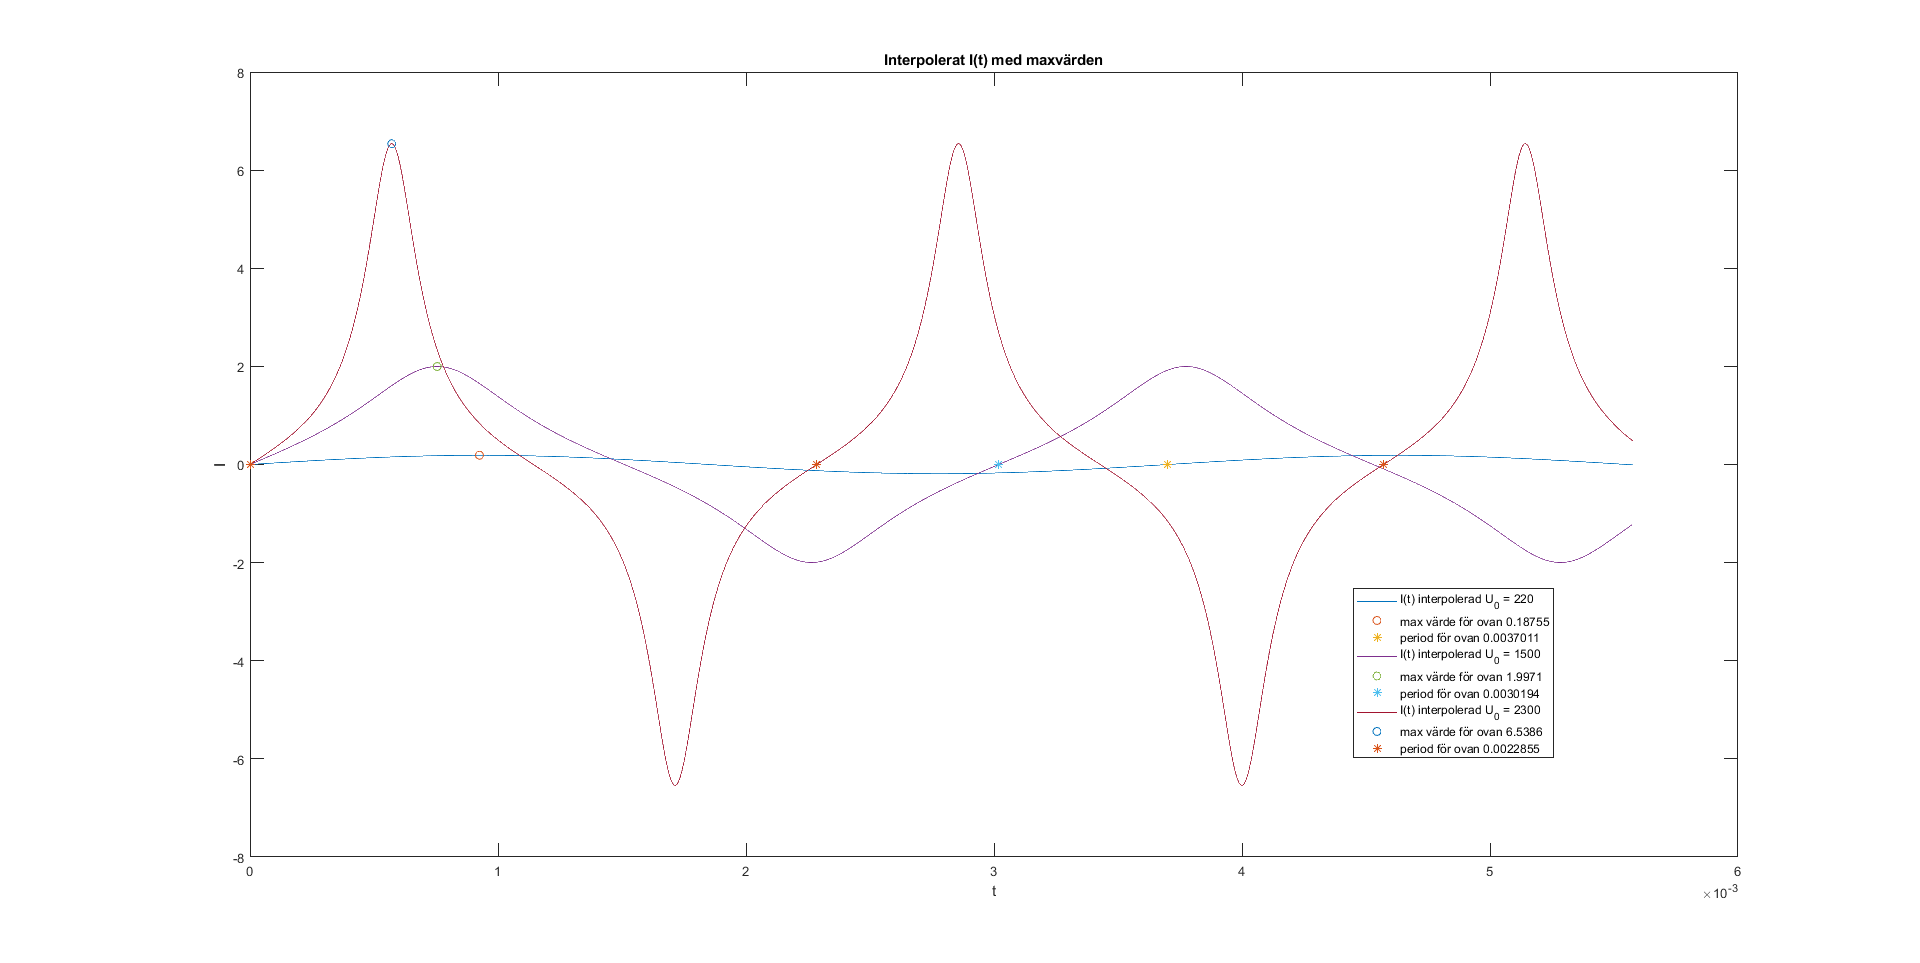 Interpolerat I(t) med maxvärden
8
6
4
2
0
-2
-4
-6
-8
I
0 1 2 3 4 5 6
t
×10^-3
I(t) interpolerad U_0 = 220
max värde för ovan 0.18755
period för ovan 0.0037011
I(t) interpolerad U_0 = 1500
max värde för ovan 1.9971
period för ovan 0.0030194
I(t) interpolerad U_0 = 2300
max värde för ovan 6.5386
period för ovan 0.0022855